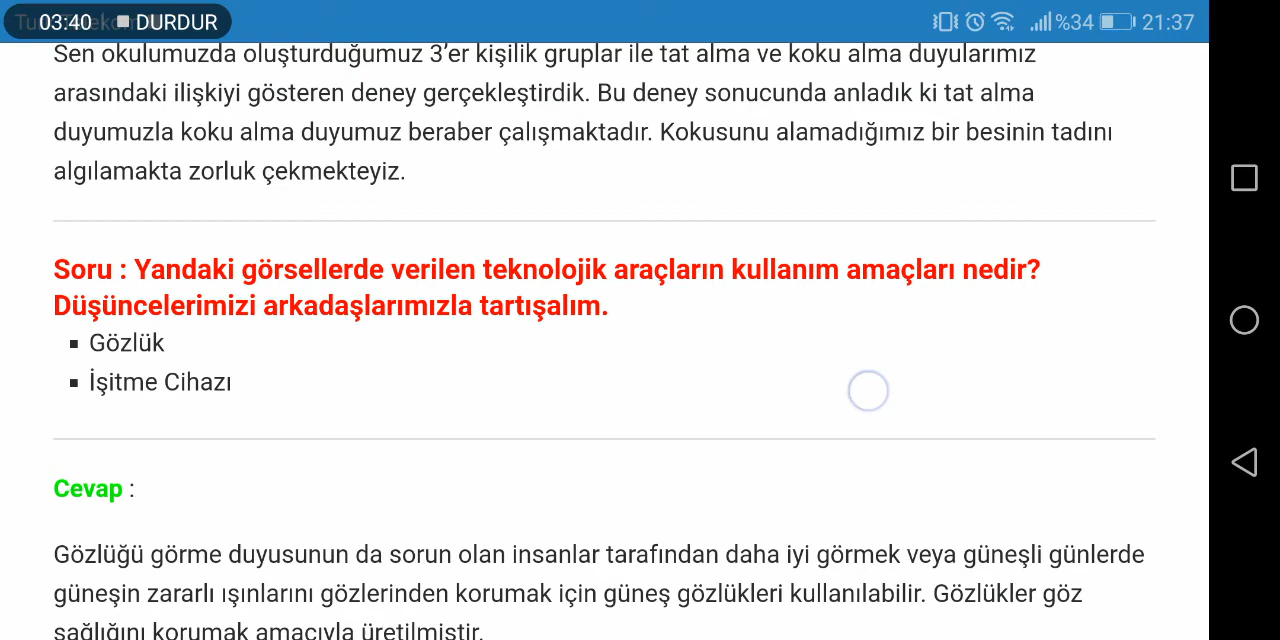 03:40 DURDUR %34 21:37
Sen okulumuzda oluşturduğumuz 3’er kişilik gruplar ile tat alma ve koku alma duyularımız
arasındaki ilişkiyi gösteren deney gerçekleştirdik. Bu deney sonucunda anladık ki tat alma
duyumuzla koku alma duyumuz beraber çalışmaktadır. Kokusunu alamadığımız bir besinin tadını
algılamakta zorluk çekmekteyiz.
Soru : Yandaki görsellerde verilen teknolojik araçların kullanım amaçları nedir?
Düşüncelerimizi arkadaşlarımızla tartışalım.
Gözlük
İşitme Cihazı
Cevap :
Gözlüğü görme duyusunun da sorun olan insanlar tarafından daha iyi görmek veya güneşli günlerde
güneşin zararlı ışınlarını gözlerinden korumak için güneş gözlükleri kullanılabilir. Gözlükler göz
sağlığını korumak amacıyla üretilmiştir.